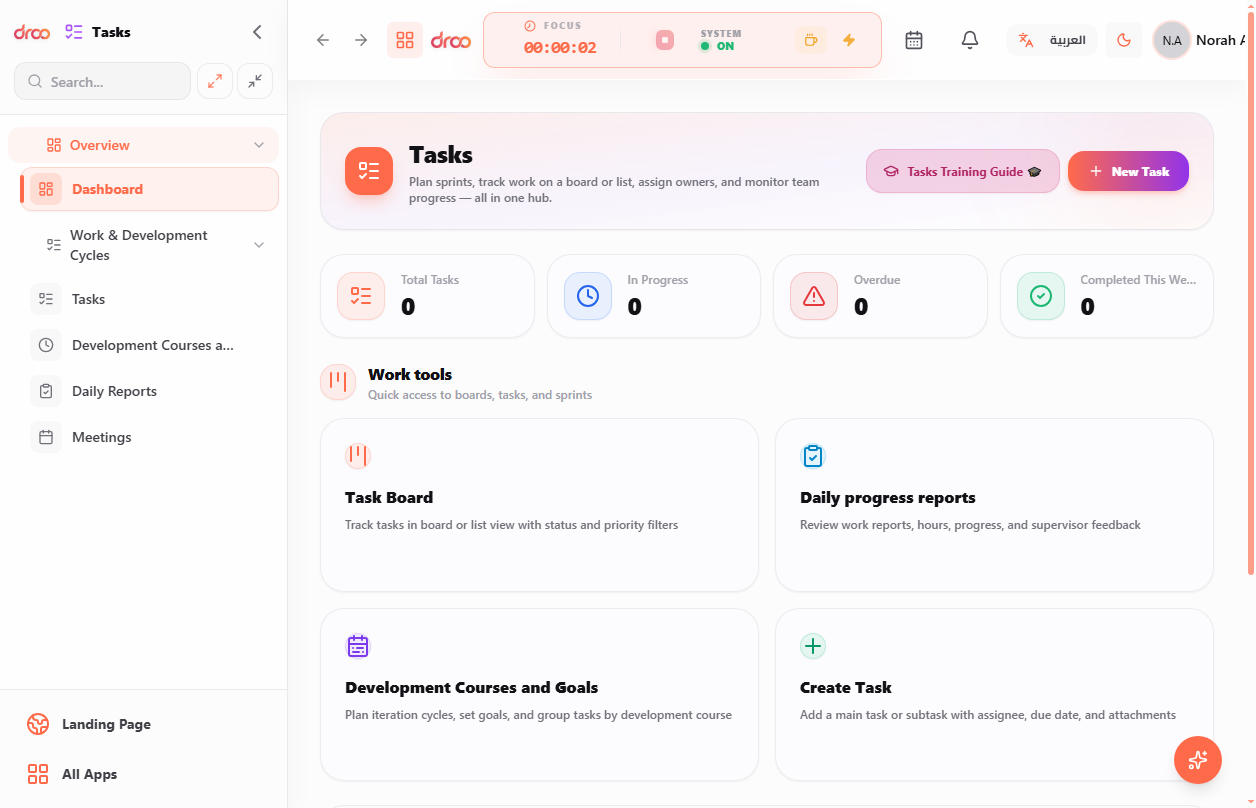 droo
Tasks
Search...
Overview
Dashboard
Work & Development
Cycles
Tasks
Development Courses a...
Daily Reports
Meetings
Landing Page
All Apps
droo
FOCUS
00:00:02
SYSTEM
ON
العربية
N.A
Norah A
Tasks
Plan sprints, track work on a board or list, assign owners, and monitor team
progress — all in one hub.
Tasks Training Guide 🎓
New Task
Total Tasks
0
In Progress
0
Overdue
0
Completed This We...
0
Work tools
Quick access to boards, tasks, and sprints
Task Board
Track tasks in board or list view with status and priority filters
Daily progress reports
Review work reports, hours, progress, and supervisor feedback
Development Courses and Goals
Plan iteration cycles, set goals, and group tasks by development course
Create Task
Add a main task or subtask with assignee, due date, and attachments